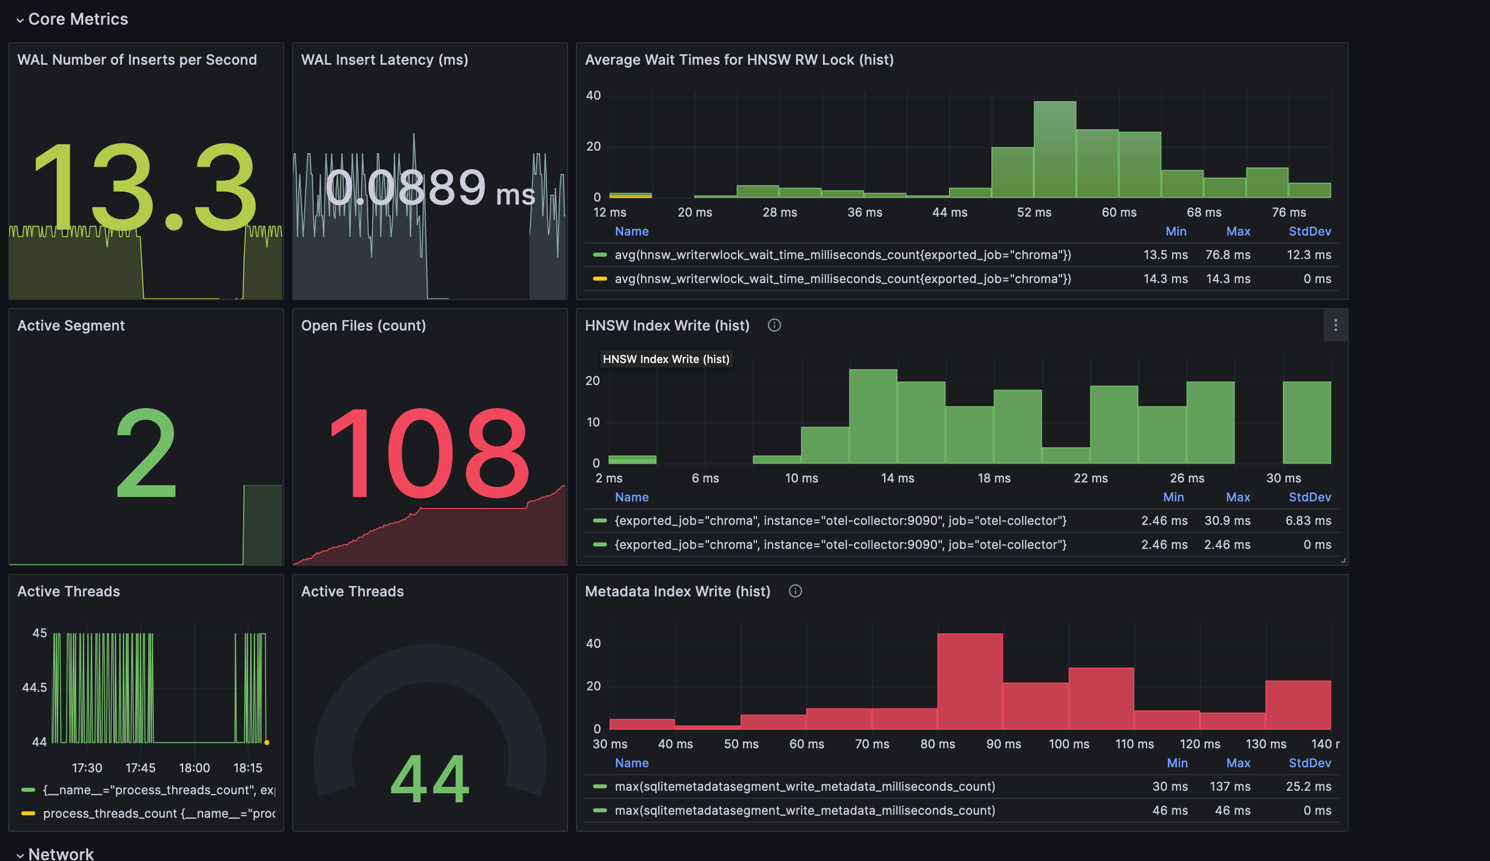 Core Metrics
WAL Number of Inserts per Second
13.3
WAL Insert Latency (ms)
0.0889 ms
Average Wait Times for HNSW RW Lock (hist)
40
20
0
12 ms 20 ms 28 ms 36 ms 44 ms 52 ms 60 ms 68 ms 76 ms
Name Min Max StdDev
avg(hnsw_writerwlock_wait_time_milliseconds_count{exported_job="chroma"}) 13.5 ms 76.8 ms 12.3 ms
avg(hnsw_writerwlock_wait_time_milliseconds_count{exported_job="chroma"}) 14.3 ms 14.3 ms 0 ms
Active Segment
2
Open Files (count)
108
HNSW Index Write (hist)
HNSW Index Write (hist)
20
10
0
2 ms 6 ms 10 ms 14 ms 18 ms 22 ms 26 ms 30 ms
Name Min Max StdDev
{exported_job="chroma", instance="otel-collector:9090", job="otel-collector"} 2.46 ms 30.9 ms 6.83 ms
{exported_job="chroma", instance="otel-collector:9090", job="otel-collector"} 2.46 ms 2.46 ms 0 ms
Active Threads
45
44.5
44
17:30 17:45 18:00 18:15
{__name__="process_threads_count", ex
process_threads_count {__name__="proc
Active Threads
44
Metadata Index Write (hist)
40
20
0
30 ms 40 ms 50 ms 60 ms 70 ms 80 ms 90 ms 100 ms 110 ms 120 ms 130 ms 140 r
Name Min Max StdDev
max(sqlitemetadatasegment_write_metadata_milliseconds_count) 30 ms 137 ms 25.2 ms
max(sqlitemetadatasegment_write_metadata_milliseconds_count) 46 ms 46 ms 0 ms
Network